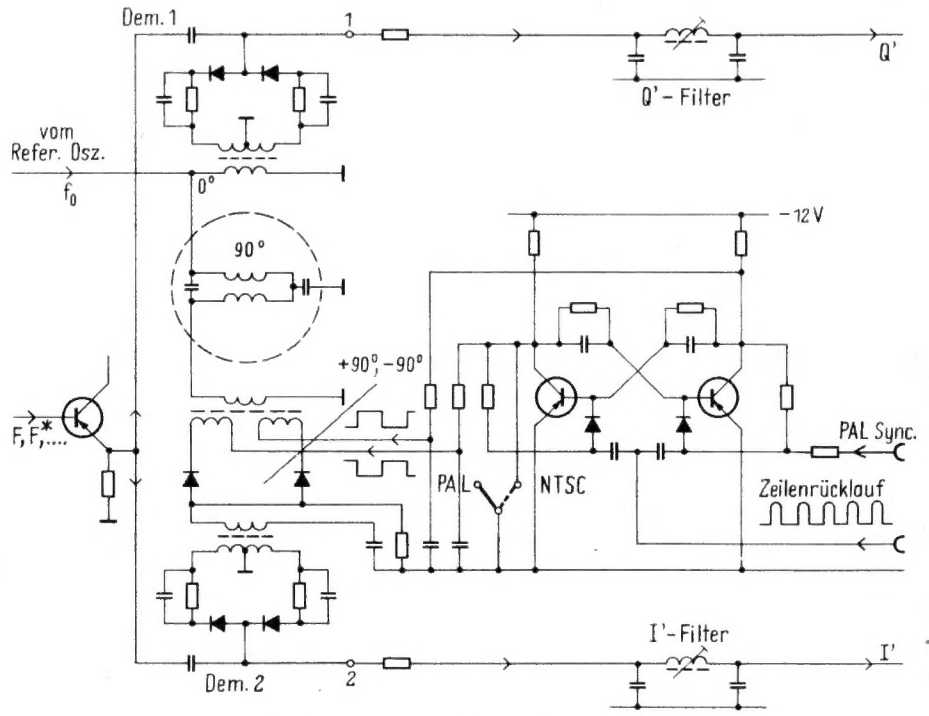 Dem. 1
1
Q'
Q'-Filter
vom
Refer. Osz.
f₀
0°
90°
-12V
+90°,-90°
F, F,* ....
PAL
NTSC
PAL Sync.
Zeilenrücklauf
I'-Filter
I'
Dem. 2
2